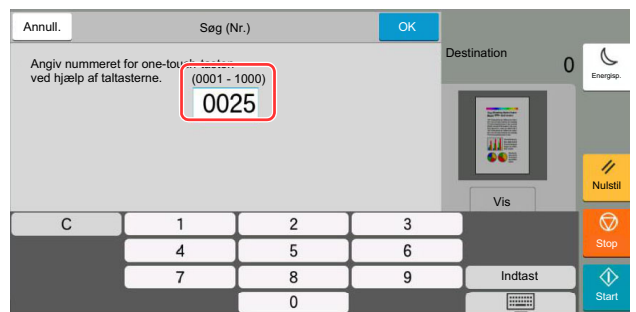 Annull.
Søg (Nr.)
OK
Angiv nummeret for one-touch-tasten
ved hjælp af taltasterne.
(0001 - 1000)
0025
Destination
0
Vis
Energisp.
Nulstil
Stop
Start
C
1
2
3
4
5
6
7
8
9
Indtast
0